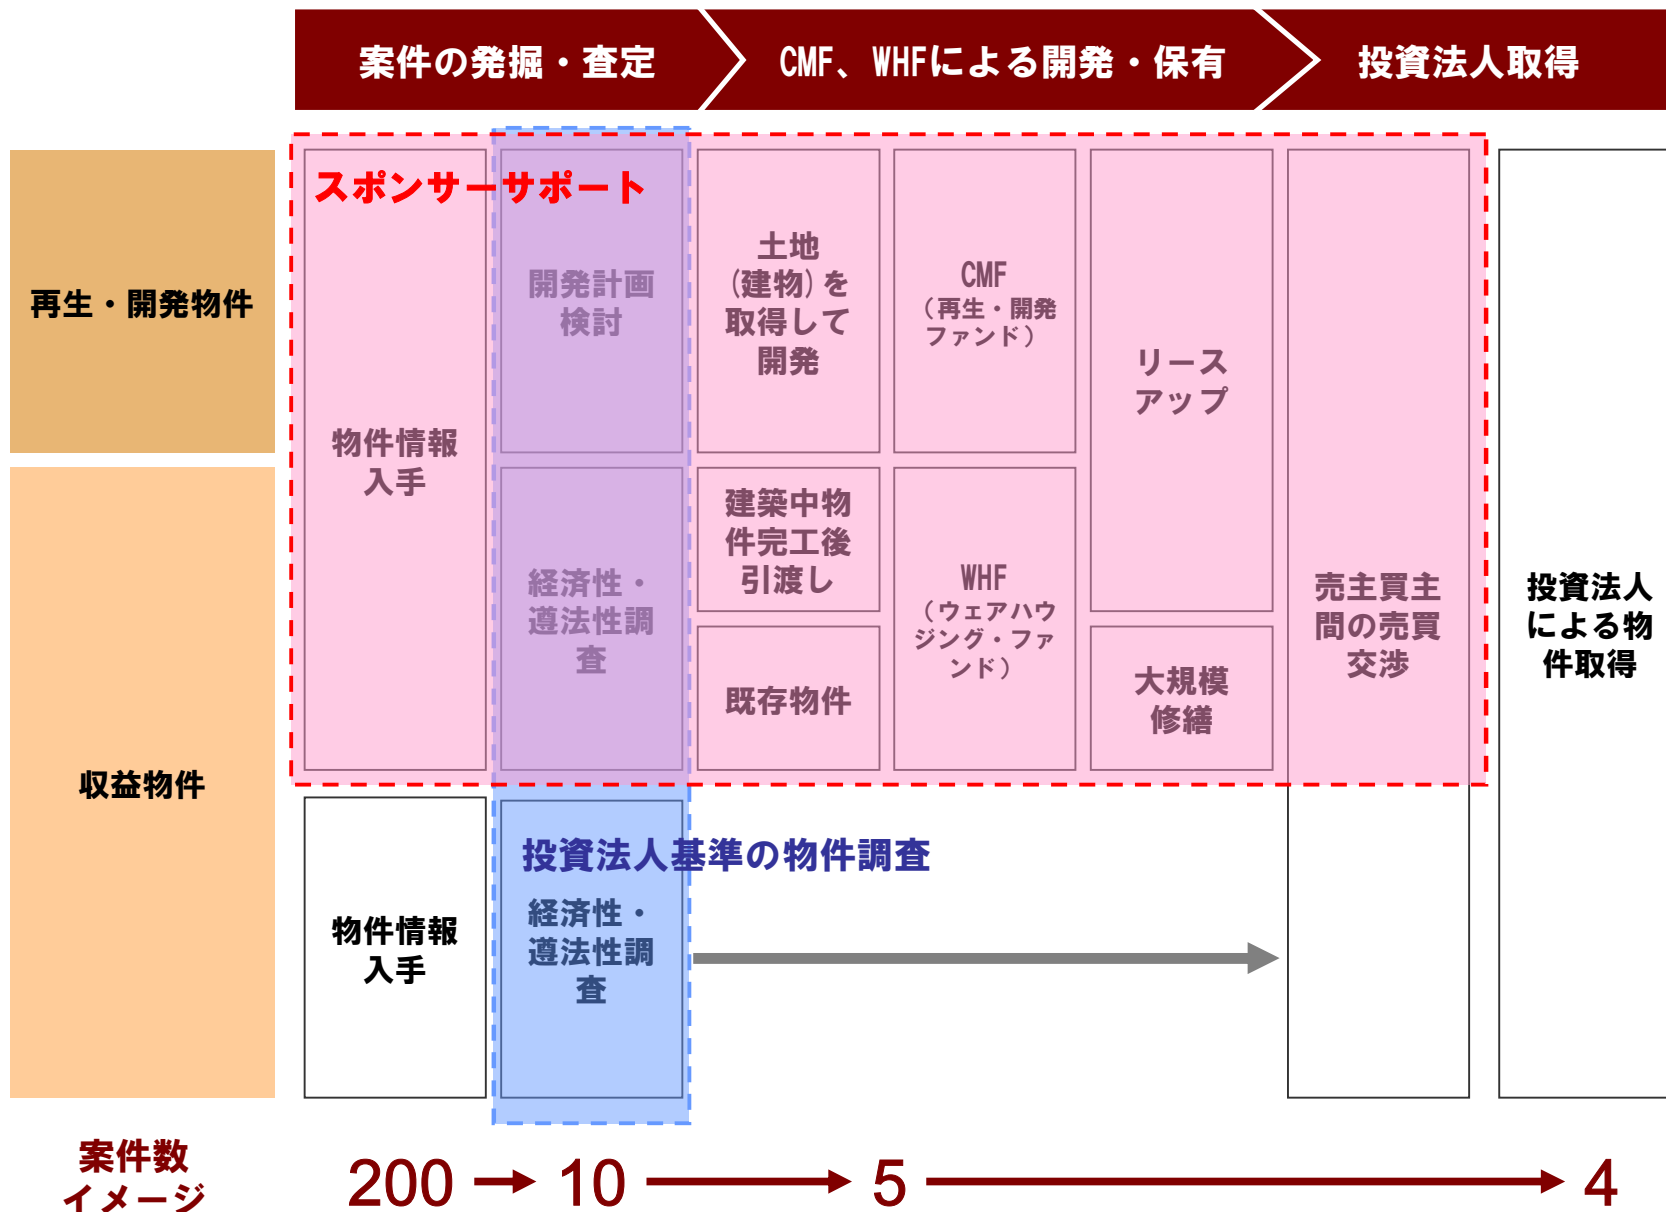 案件の発掘・査定
CMF、WHFによる開発・保有
投資法人取得
スポンサーサポート
再生・開発物件
収益物件
物件情報
入手
開発計画
検討
経済性・
遵法性調
査
土地
(建物)を
取得して
開発
建築中物
件完工後
引渡し
既存物件
CMF
（再生・開発
ファンド）
WHF
（ウェアハウ
ジング・ファ
ンド）
リース
アップ
大規模
修繕
売主買主
間の売買
交渉
投資法人
による物
件取得
投資法人基準の物件調査
物件情報
入手
経済性・
遵法性調
査
案件数
イメージ
200
10
5
4